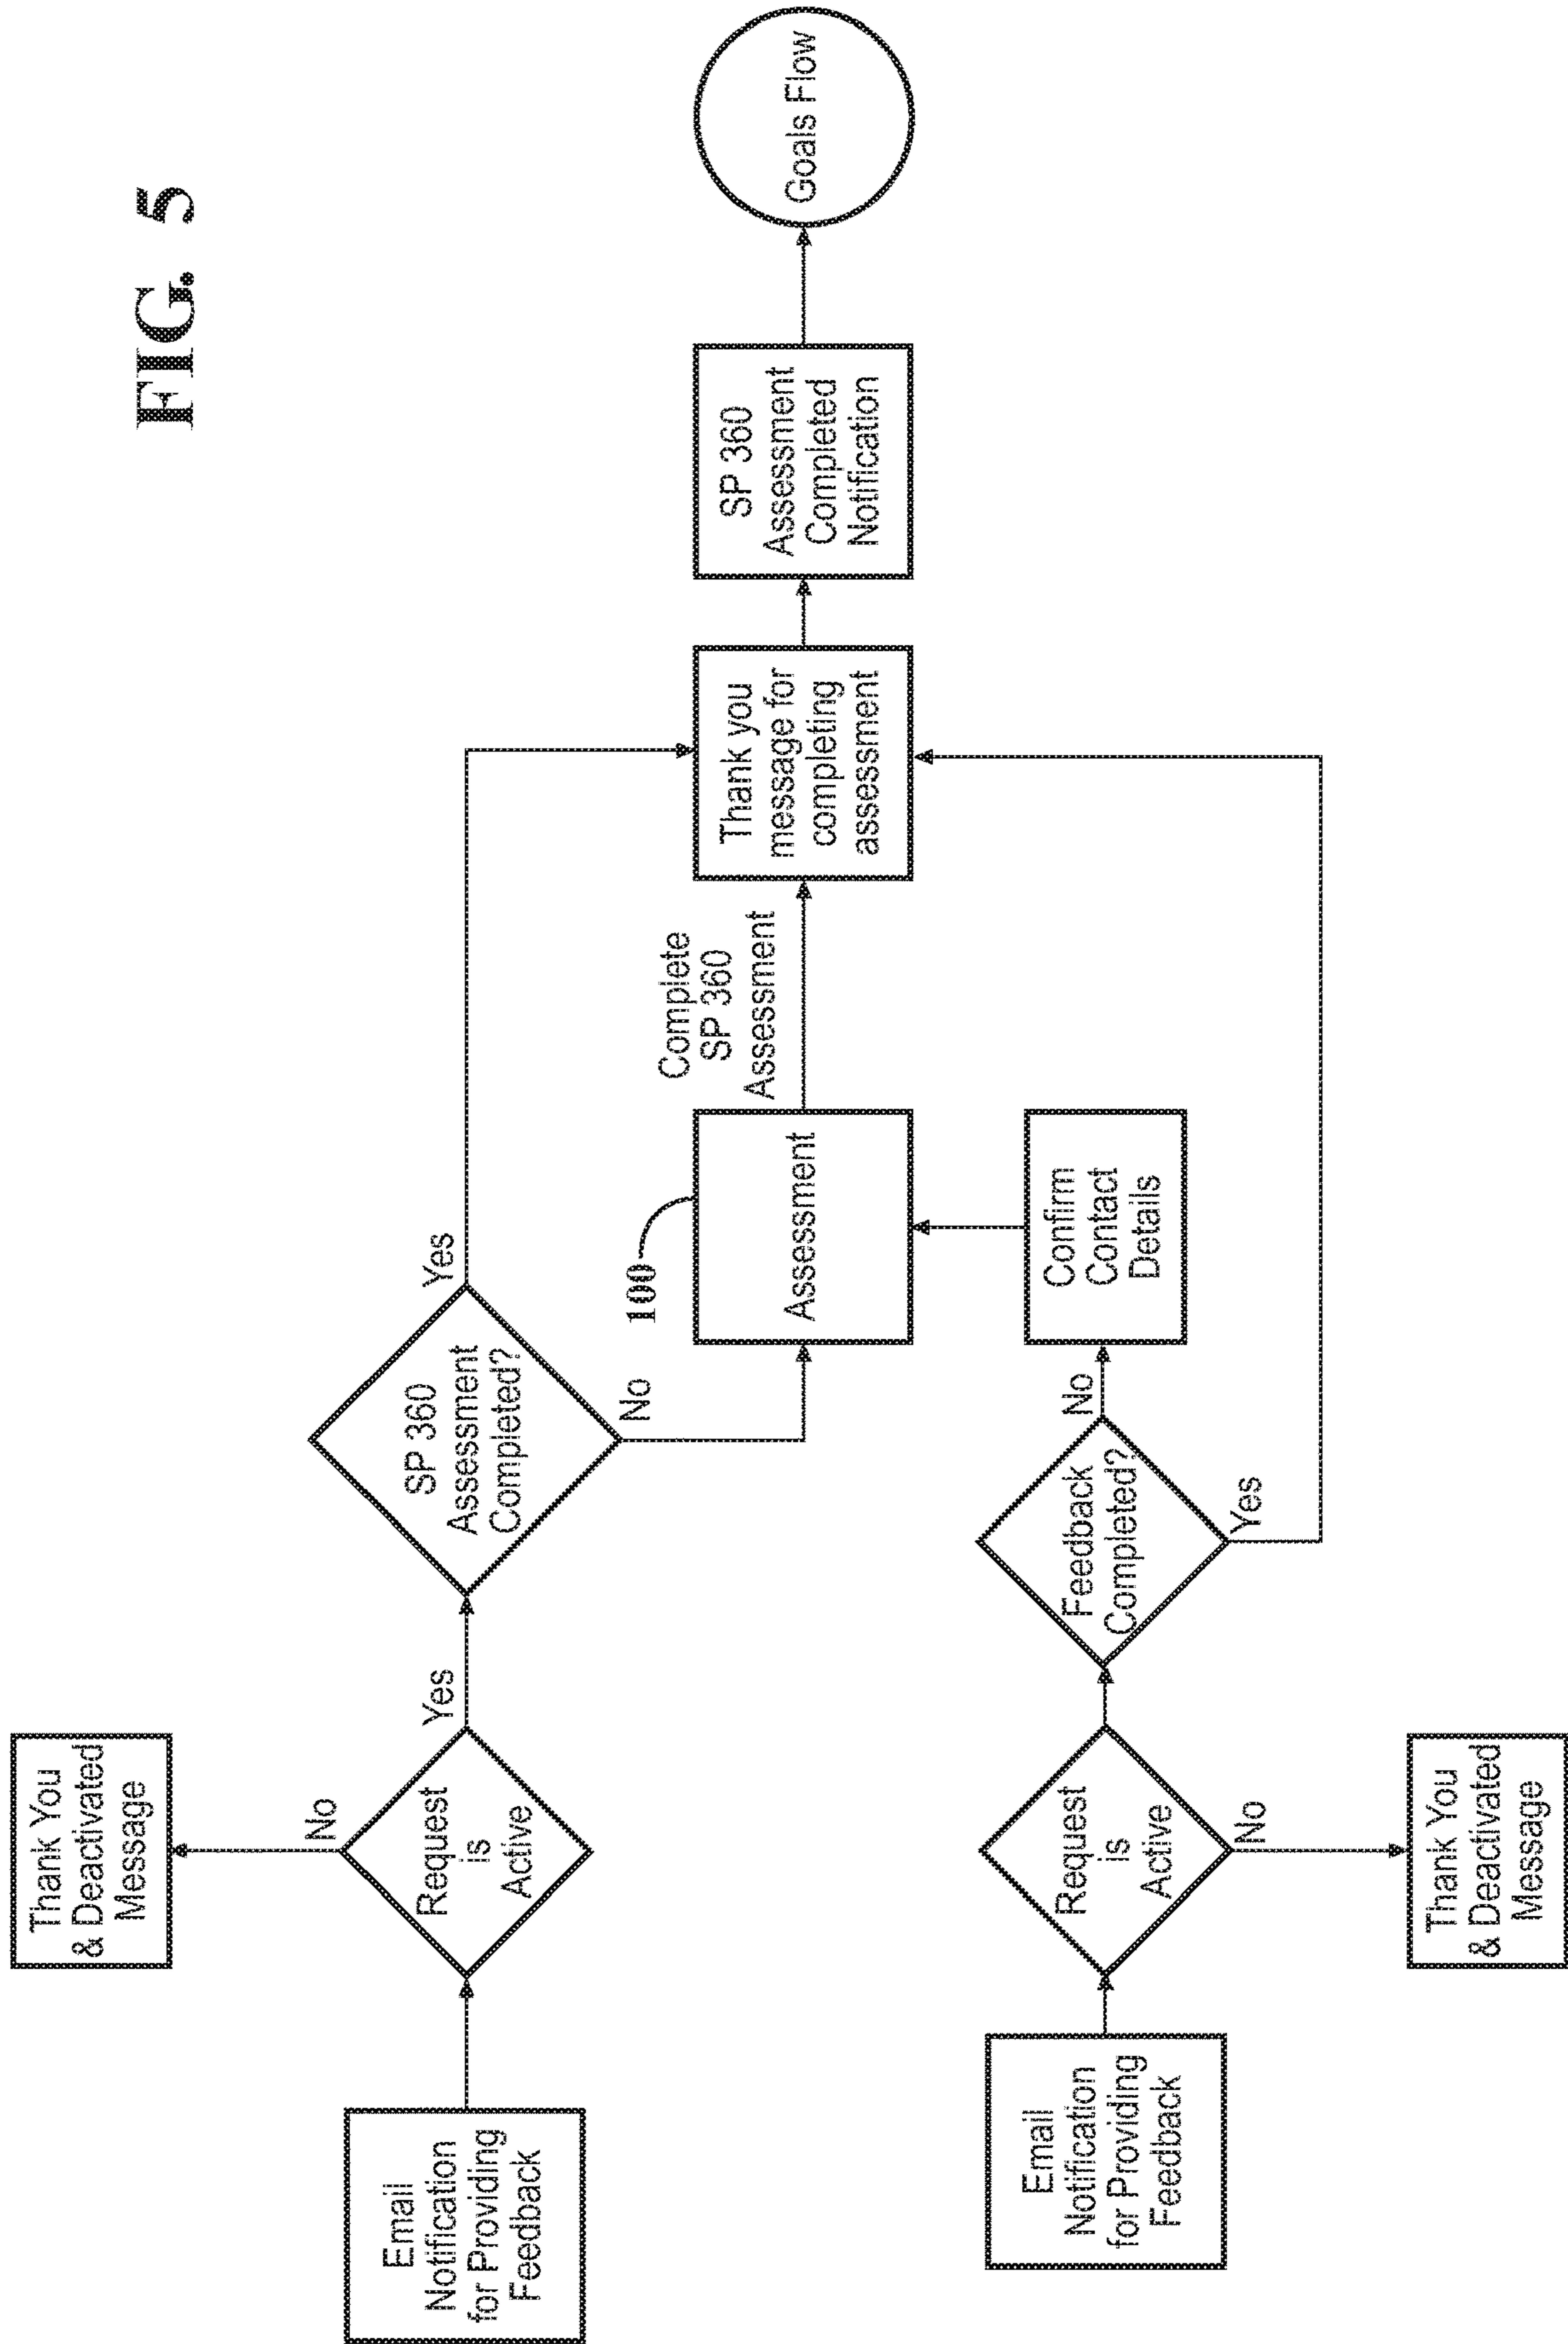 FIG. 5
Thank You
& Deactivated
Message
No
Email
Notification
for Providing
Feedback
Request
is
Active
Yes
SP 360
Assessment
Completed?
Yes
No
100
Assessment
Complete
SP 360
Assessment
Thank you
message for
completing
assessment
SP 360
Assessment
Completed
Notification
Goals Flow
Email
Notification
for Providing
Feedback
Request
is
Active
No
Thank You
& Deactivated
Message
Feedback
Completed?
No
Yes
Confirm
Contact
Details